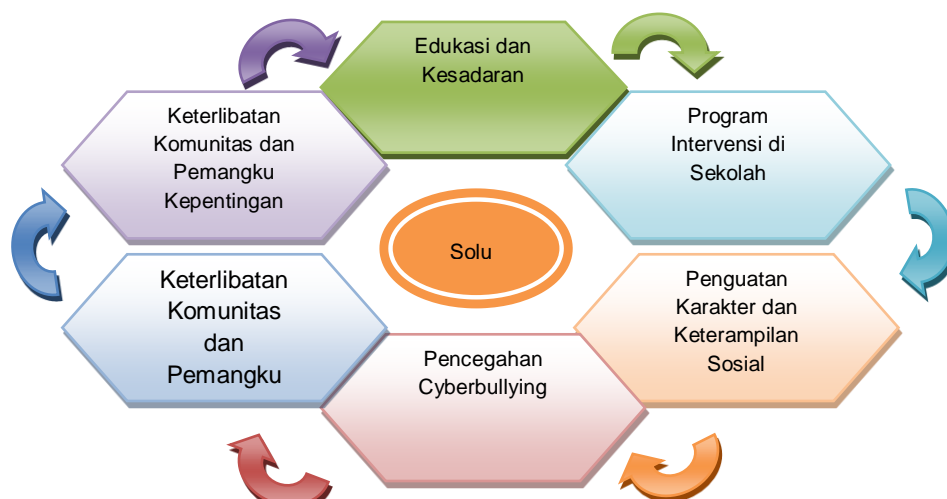 Edukasi dan
Kesadaran
Program
Intervensi di
Sekolah
Penguatan
Karakter dan
Keterampilan
Sosial
Pencegahan
Cyberbullying
Keterlibatan
Komunitas
dan
Pemangku
Keterlibatan
Komunitas dan
Pemangku
Kepentingan
Solu